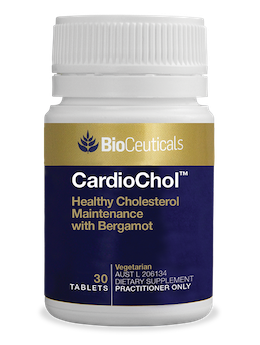 BioCeuticals
CardioChol™
Healthy Cholesterol
Maintenance
with Bergamot
30
TABLETS
Vegetarian
AUST L 206134
DIETARY SUPPLEMENT
PRACTITIONER ONLY